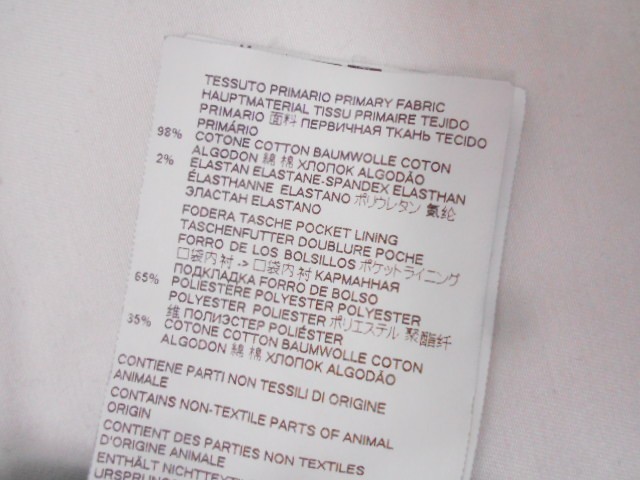 TESSUTO PRIMARIO PRIMARY FABRIC
HAUPTMATERIAL TISSU PRIMAIRE TEJIDO
PRIMARIO 面料 ПЕРВИЧНАЯ ТКАНЬ TECIDO
PRIMÁRIO
98% COTONE COTTON BAUMWOLLE COTON
ALGODON 綿 棉 ХЛОПОК ALGODÃO
2% ELASTAN ELASTANE-SPANDEX ELASTHAN
ÉLASTHANNE ELASTANO ポリウレタン 氨纶
ЭЛАСТАН ELASTANO
FODERA TASCHE POCKET LINING
TASCHENFUTTER DOUBLURE POCHE
FORRO DE LOS BOLSILLOS ポケットライニング
口袋内衬 -> 口袋内衬 КАРМАННАЯ
ПОДКЛАДКА FORRO DE BOLSO
65% POLIESTERE POLYESTER POLYESTER
POLYESTER POLIESTER ポリエステル 聚酯纤
维 ПОЛИЭСТЕР POLIÉSTER
35% COTONE COTTON BAUMWOLLE COTON
ALGODON 綿 棉 ХЛОПОК ALGODÃO
CONTIENE PARTI NON TESSILI DI ORIGINE
ANIMALE
CONTAINS NON-TEXTILE PARTS OF ANIMAL
ORIGIN
CONTIENT DES PARTIES NON TEXTILES
D'ORIGINE ANIMALE
ENTHÄLT NICHTTEXT